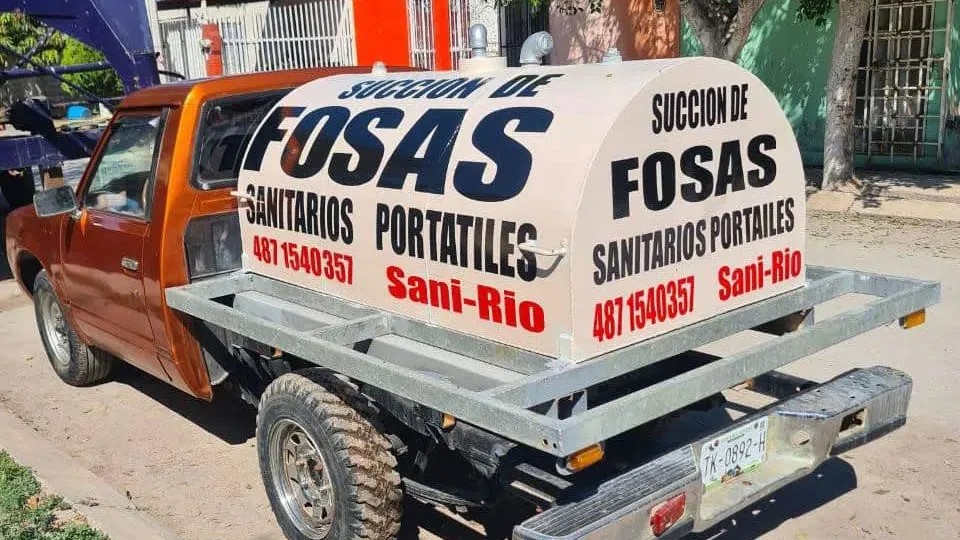 SUCCION DE
FOSAS
SANITARIOS PORTATILES
487 1540357 Sani-Rio
SUCCION DE
FOSAS
SANITARIOS PORTAILES
487 1540357 Sani-Rio
TK-0892-H